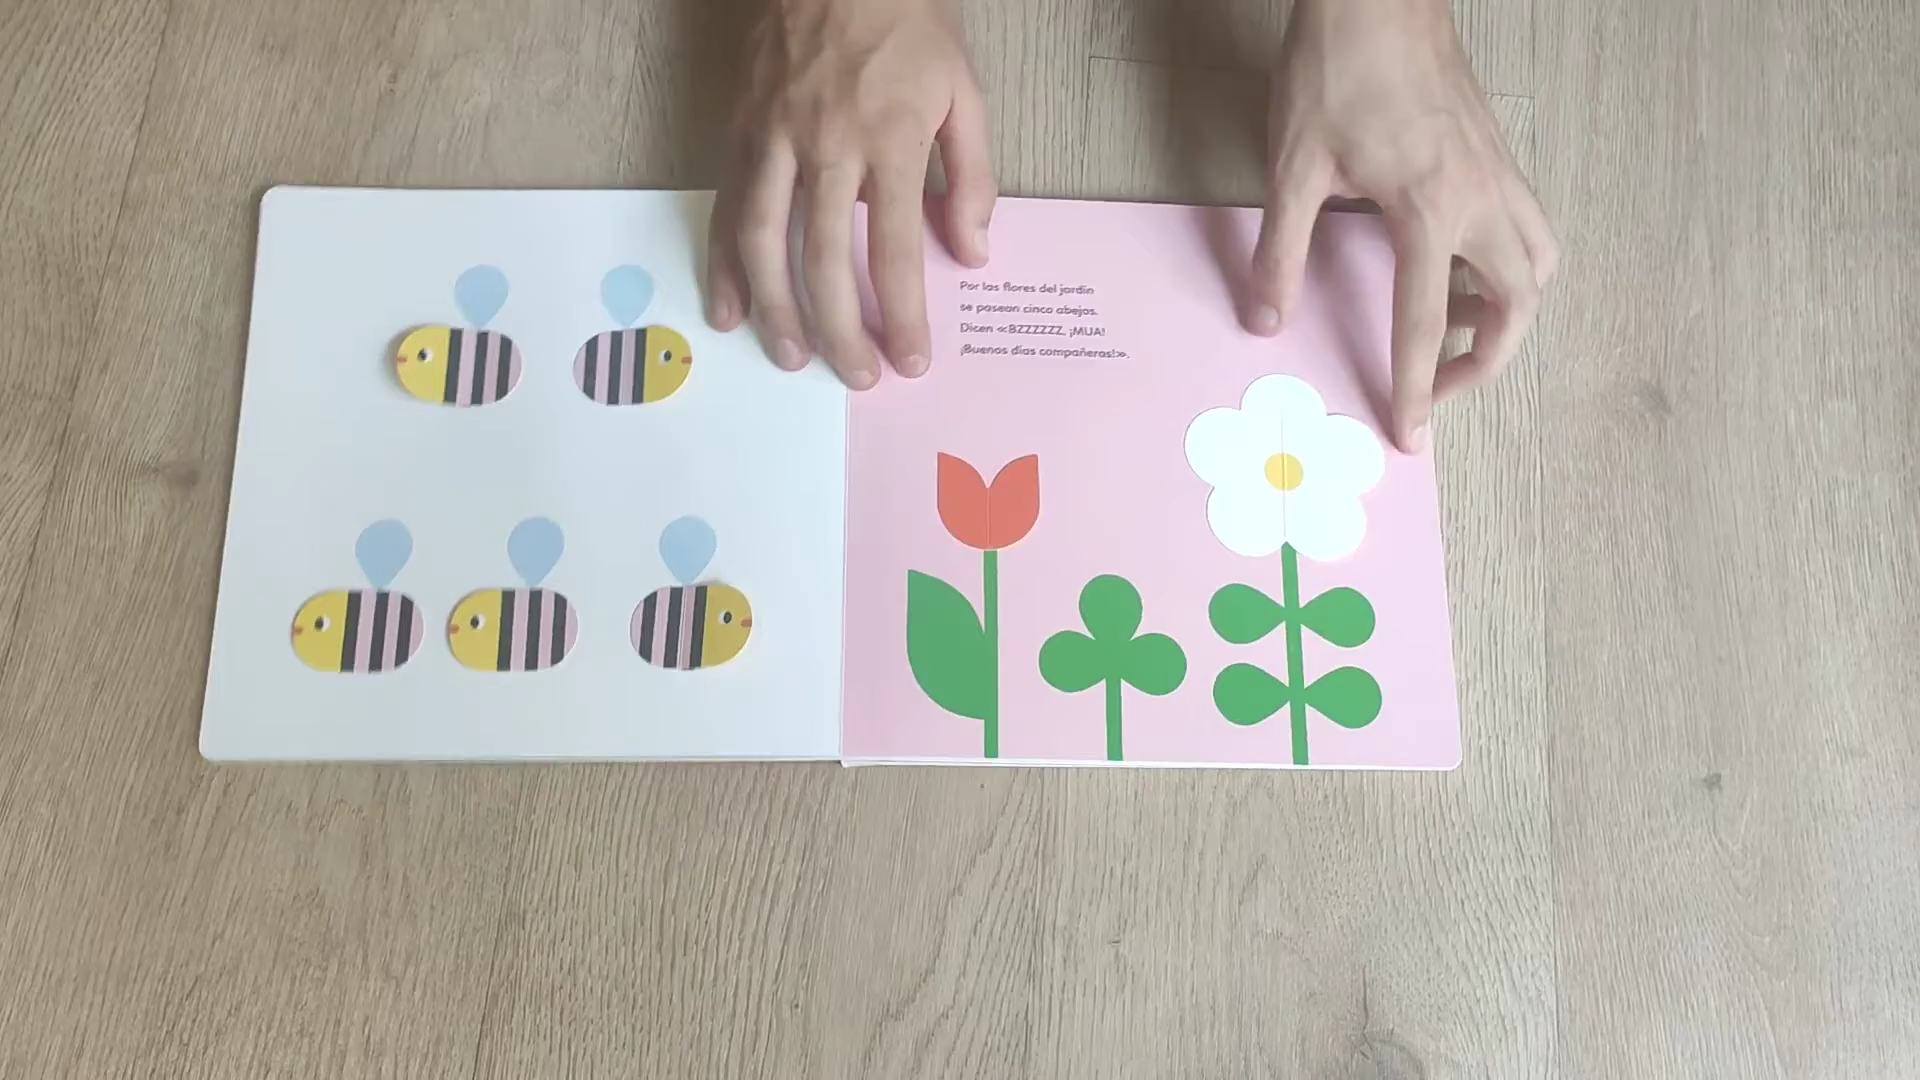 Por las flores del jardín
se pasean cinco abejas.
Dicen «BZZZZZZ, ¡MUA!
¡Buenos días compañeras!».